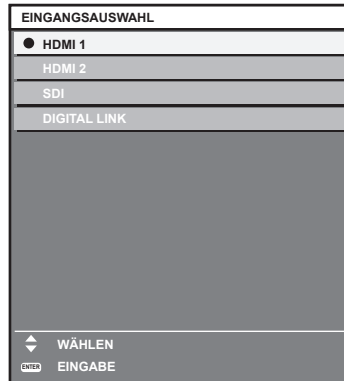 EINGANGSAUSWAHL
HDMI 1
HDMI 2
SDI
DIGITAL LINK
WÄHLEN
ENTER EINGABE